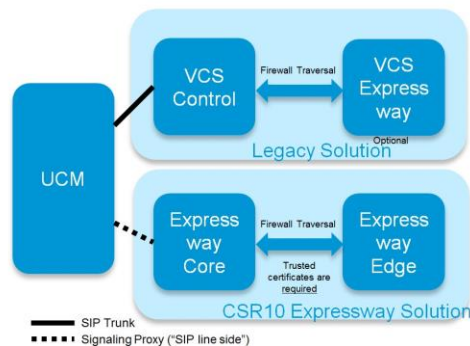 VCS
Control
Firewall Traversal
VCS
Express
way
Optional
Legacy Solution
UCM
Express
way
Core
Firewall Traversal
Trusted
certificates are
required
Express
way
Edge
CSR10 Expressway Solution
SIP Trunk
Signaling Proxy (“SIP line side”)